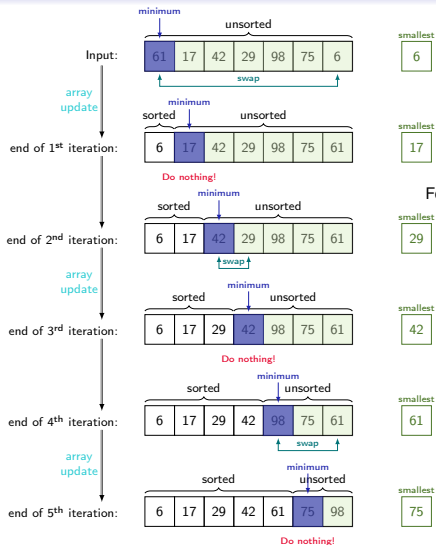 minimum
unsorted
smallest
Input: 61 17 42 29 98 75 6 6
swap
array
update
minimum
sorted unsorted
smallest
end of 1st iteration: 6 17 42 29 98 75 61 17
Do nothing!
minimum
Fo
sorted unsorted
smallest
end of 2nd iteration: 6 17 42 29 98 75 61 29
swap
array
update
minimum
sorted unsorted
smallest
end of 3rd iteration: 6 17 29 42 98 75 61 42
Do nothing!
minimum
sorted unsorted
smallest
end of 4th iteration: 6 17 29 42 98 75 61 61
swap
array
update
minimum
sorted unsorted
smallest
end of 5th iteration: 6 17 29 42 61 75 98 75
Do nothing!